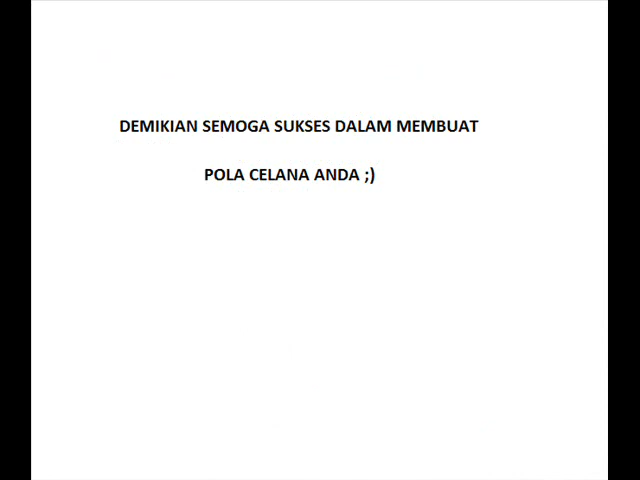 DEMIKIAN SEMOGA SUKSES DALAM MEMBUAT
POLA CELANA ANDA ;)